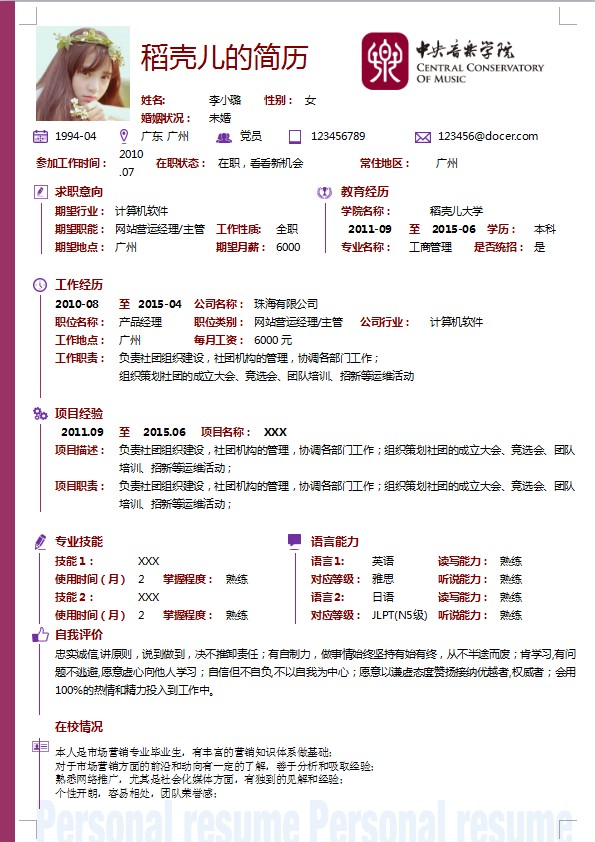 稻壳儿的简历
中央音乐学院
CENTRAL CONSERVATORY
OF MUSIC
姓名: 李小璐 性别: 女
婚姻状况: 未婚
1994-04 广东 广州 党员 123456789 123456@docer.com
参加工作时间: 2010.07 在职状态: 在职，看看新机会 常住地区: 广州
求职意向
期望行业: 计算机软件
期望职能: 网站营运经理/主管 工作性质: 全职
期望地点: 广州 期望月薪: 6000
教育经历
学院名称: 稻壳儿大学
2011-09 至 2015-06 学历: 本科
专业名称: 工商管理 是否统招: 是
工作经历
2010-08 至 2015-04 公司名称: 珠海有限公司
职位名称: 产品经理 职位类别: 网站营运经理/主管 公司行业: 计算机软件
工作地点: 广州 每月工资: 6000 元
工作职责: 负责社团组织建设，社团机构的管理，协调各部门工作；
组织策划社团的成立大会、竞选会、团队培训、招新等运维活动
项目经验
2011.09 至 2015.06 项目名称: XXX
项目描述: 负责社团组织建设，社团机构的管理，协调各部门工作；组织策划社团的成立大会、竞选会、团队
培训、招新等运维活动；
项目职责: 负责社团组织建设，社团机构的管理，协调各部门工作；组织策划社团的成立大会、竞选会、团队
培训、招新等运维活动；
专业技能
技能 1: XXX
使用时间（月） 2 掌握程度: 熟练
技能 2: XXX
使用时间（月） 2 掌握程度: 熟练
语言能力
语言1: 英语 读写能力: 熟练
对应等级: 雅思 听说能力: 熟练
语言2: 日语 读写能力: 熟练
对应等级: JLPT(N5级) 听说能力: 熟练
自我评价
忠实诚信,讲原则，说到做到，决不推卸责任；有自制力，做事情始终坚持有始有终，从不半途而废；肯学习,有问
题不逃避,愿意虚心向他人学习；自信但不自负,不以自我为中心；愿意以谦虚态度赞扬接纳优越者,权威者；会用
100%的热情和精力投入到工作中。
在校情况
本人是市场营销专业毕业生，有丰富的营销知识体系做基础；
对于市场营销方面的前沿和动向有一定的了解，善于分析和吸取经验；
熟悉网络推广，尤其是社会化媒体方面，有独到的见解和经验；
个性开朗，容易相处，团队荣誉感；
Personal resume Personal resume